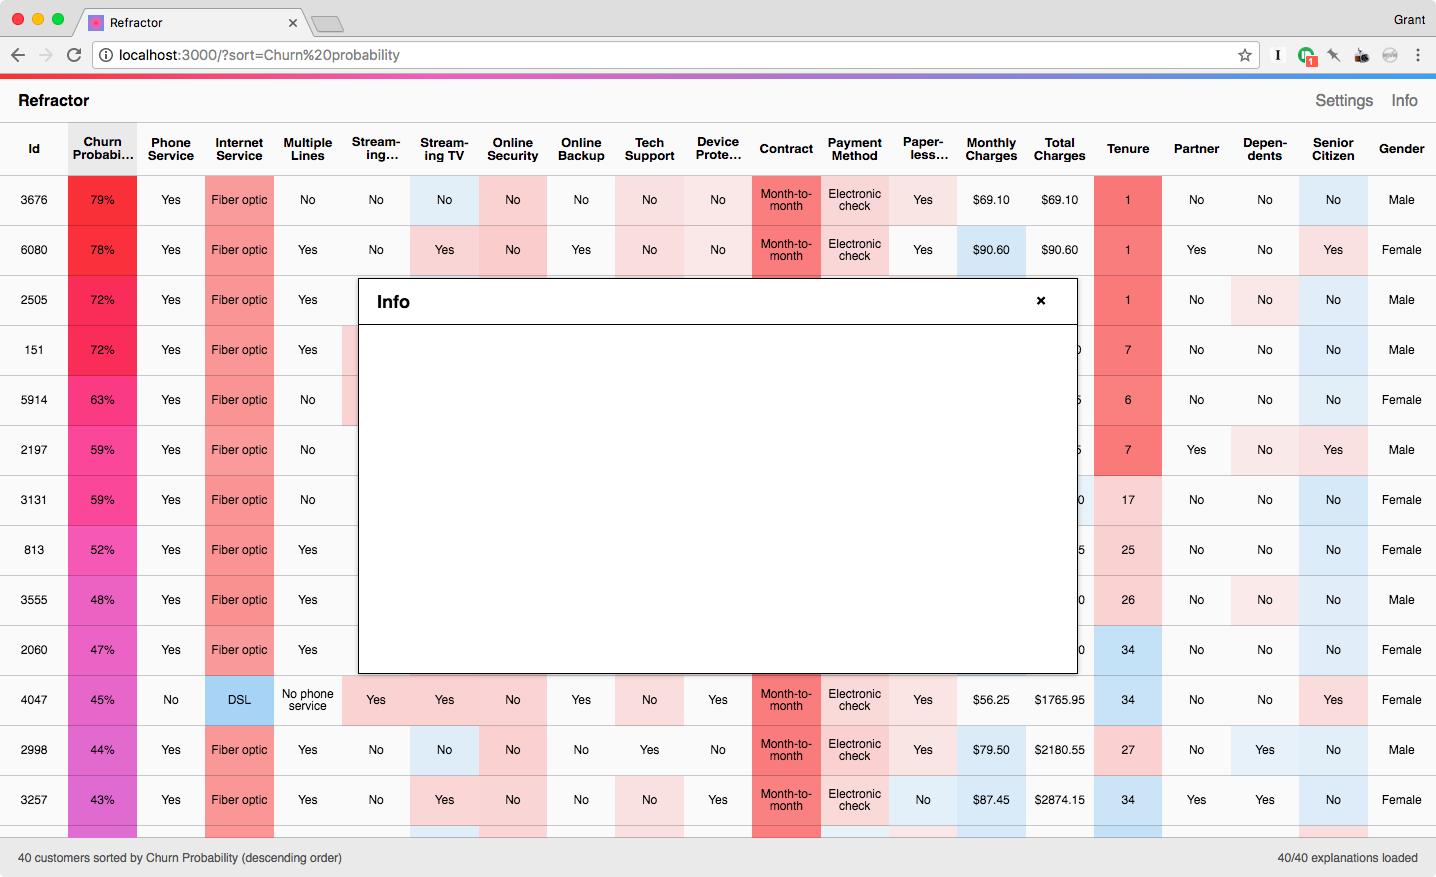 Refractor
Grant
localhost:3000/?sort=Churn%20probability
1
Refractor
Settings Info
Id Churn Probabi... Phone Service Internet Service Multiple Lines Stream-ing... Stream-ing TV Online Security Online Backup Tech Support Device Prote... Contract Payment Method Paper-less... Monthly Charges Total Charges Tenure Partner Depen-dents Senior Citizen Gender
3676 79% Yes Fiber optic No No No No No No No Month-to-month Electronic check Yes $69.10 $69.10 1 No No No Male
6080 78% Yes Fiber optic Yes No Yes No Yes No No Month-to-month Electronic check Yes $90.60 $90.60 1 Yes No Yes Female
2505 72% Yes Fiber optic Yes 1 No No No Male
Info
151 72% Yes Fiber optic Yes 7 No No No Male
5914 63% Yes Fiber optic No 6 No No No Female
2197 59% Yes Fiber optic No 7 Yes No Yes Male
3131 59% Yes Fiber optic No 0 17 No No No Female
813 52% Yes Fiber optic Yes 5 25 No No No Female
3555 48% Yes Fiber optic Yes 0 26 No No No Male
2060 47% Yes Fiber optic Yes 0 34 No No No Female
4047 45% No DSL No phone service Yes Yes No Yes No Yes Month-to-month Electronic check Yes $56.25 $1765.95 34 No No Yes Female
2998 44% Yes Fiber optic Yes No No No No Yes No Month-to-month Electronic check Yes $79.50 $2180.55 27 No Yes No Male
3257 43% Yes Fiber optic Yes No Yes No No No Yes Month-to-month Electronic check No $87.45 $2874.15 34 Yes Yes No Female
40 customers sorted by Churn Probability (descending order)
40/40 explanations loaded